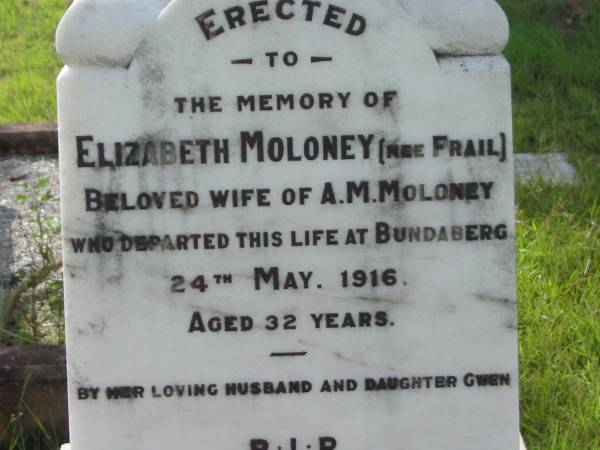 ERECTED
— TO —
THE MEMORY OF
ELIZABETH MOLONEY (NEE FRAIL)
BELOVED WIFE OF A.M.MOLONEY
WHO DEPARTED THIS LIFE AT BUNDABERG
24TH MAY. 1916.
AGED 32 YEARS.
—
BY HER LOVING HUSBAND AND DAUGHTER GWEN
R.I.P